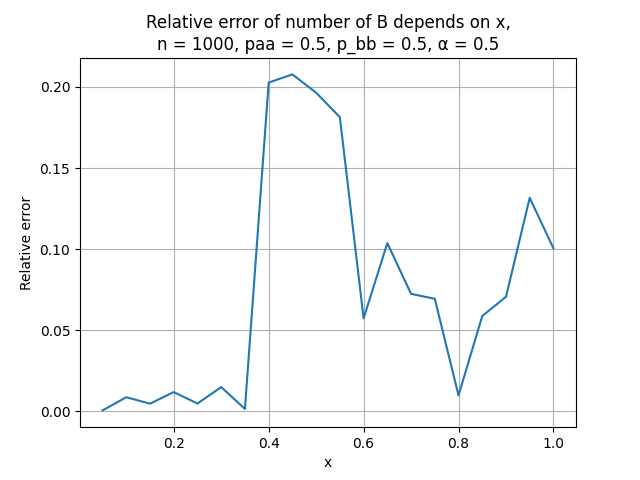 Relative error of number of B depends on x,
n = 1000, paa = 0.5, p_bb = 0.5, α = 0.5
0.20
0.15
0.10
0.05
0.00
Relative error
0.2 0.4 0.6 0.8 1.0
x